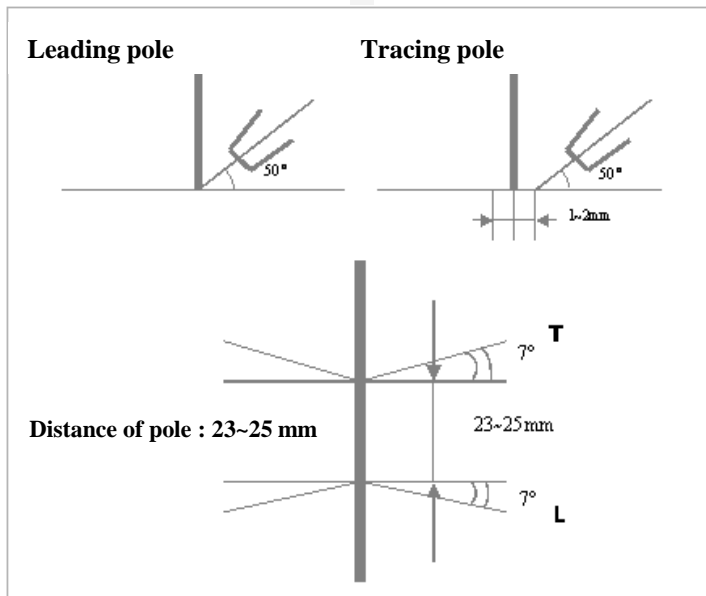 Leading pole
Tracing pole
50°
50°
1~2mm
7° T
Distance of pole : 23~25 mm
23~25mm
7° L